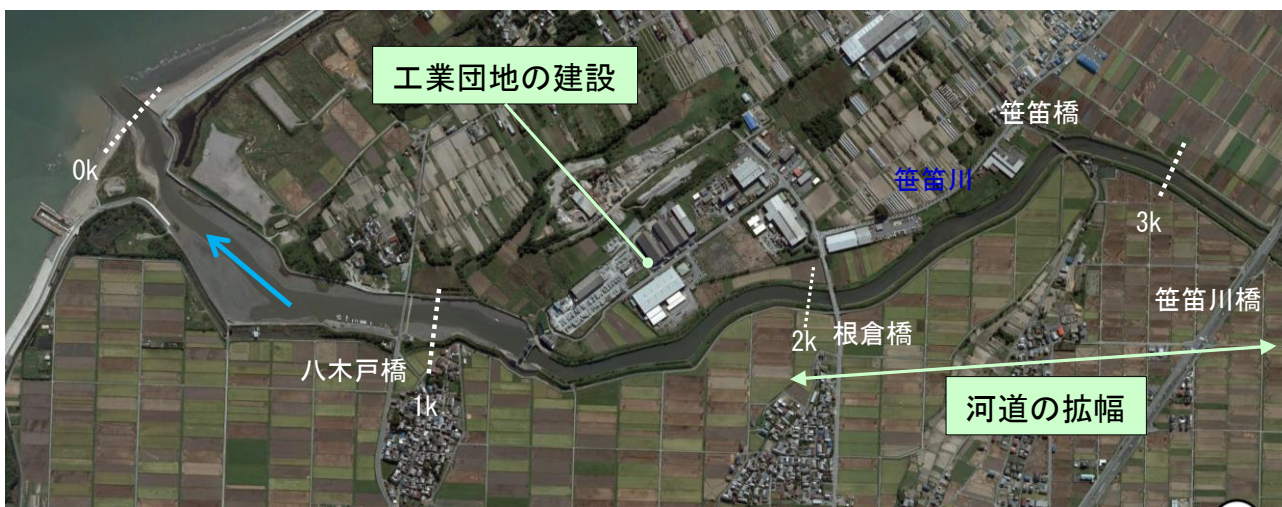 工業団地の建設
笹笛橋
0k
笹笛川
3k
笹笛川橋
2k
根倉橋
八木戸橋
1k
河道の拡幅